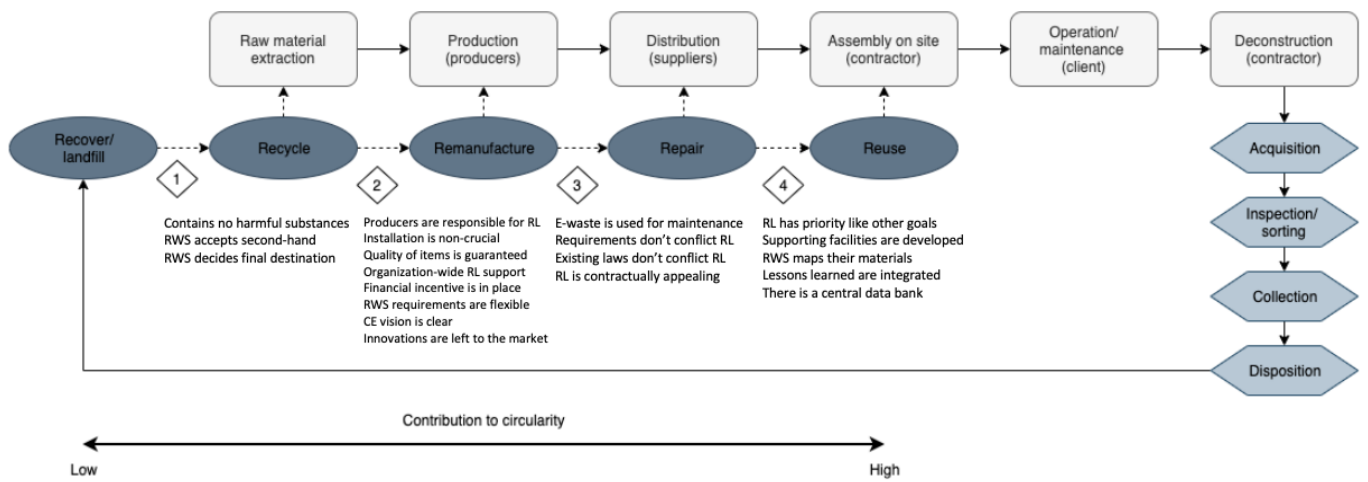 Raw material
extraction
Production
(producers)
Distribution
(suppliers)
Assembly on site
(contractor)
Operation/
maintenance
(client)
Deconstruction
(contractor)
Recover/
landfill
Recycle
Remanufacture
Repair
Reuse
Acquisition
1
2
3
4
Contains no harmful substances
RWS accepts second-hand
RWS decides final destination
Producers are responsible for RL
Installation is non-crucial
Quality of items is guaranteed
Organization-wide RL support
Financial incentive is in place
RWS requirements are flexible
CE vision is clear
Innovations are left to the market
E-waste is used for maintenance
Requirements don't conflict RL
Existing laws don't conflict RL
RL is contractually appealing
RL has priority like other goals
Supporting facilities are developed
RWS maps their materials
Lessons learned are integrated
There is a central data bank
Inspection/
sorting
Collection
Disposition
Contribution to circularity
Low
High